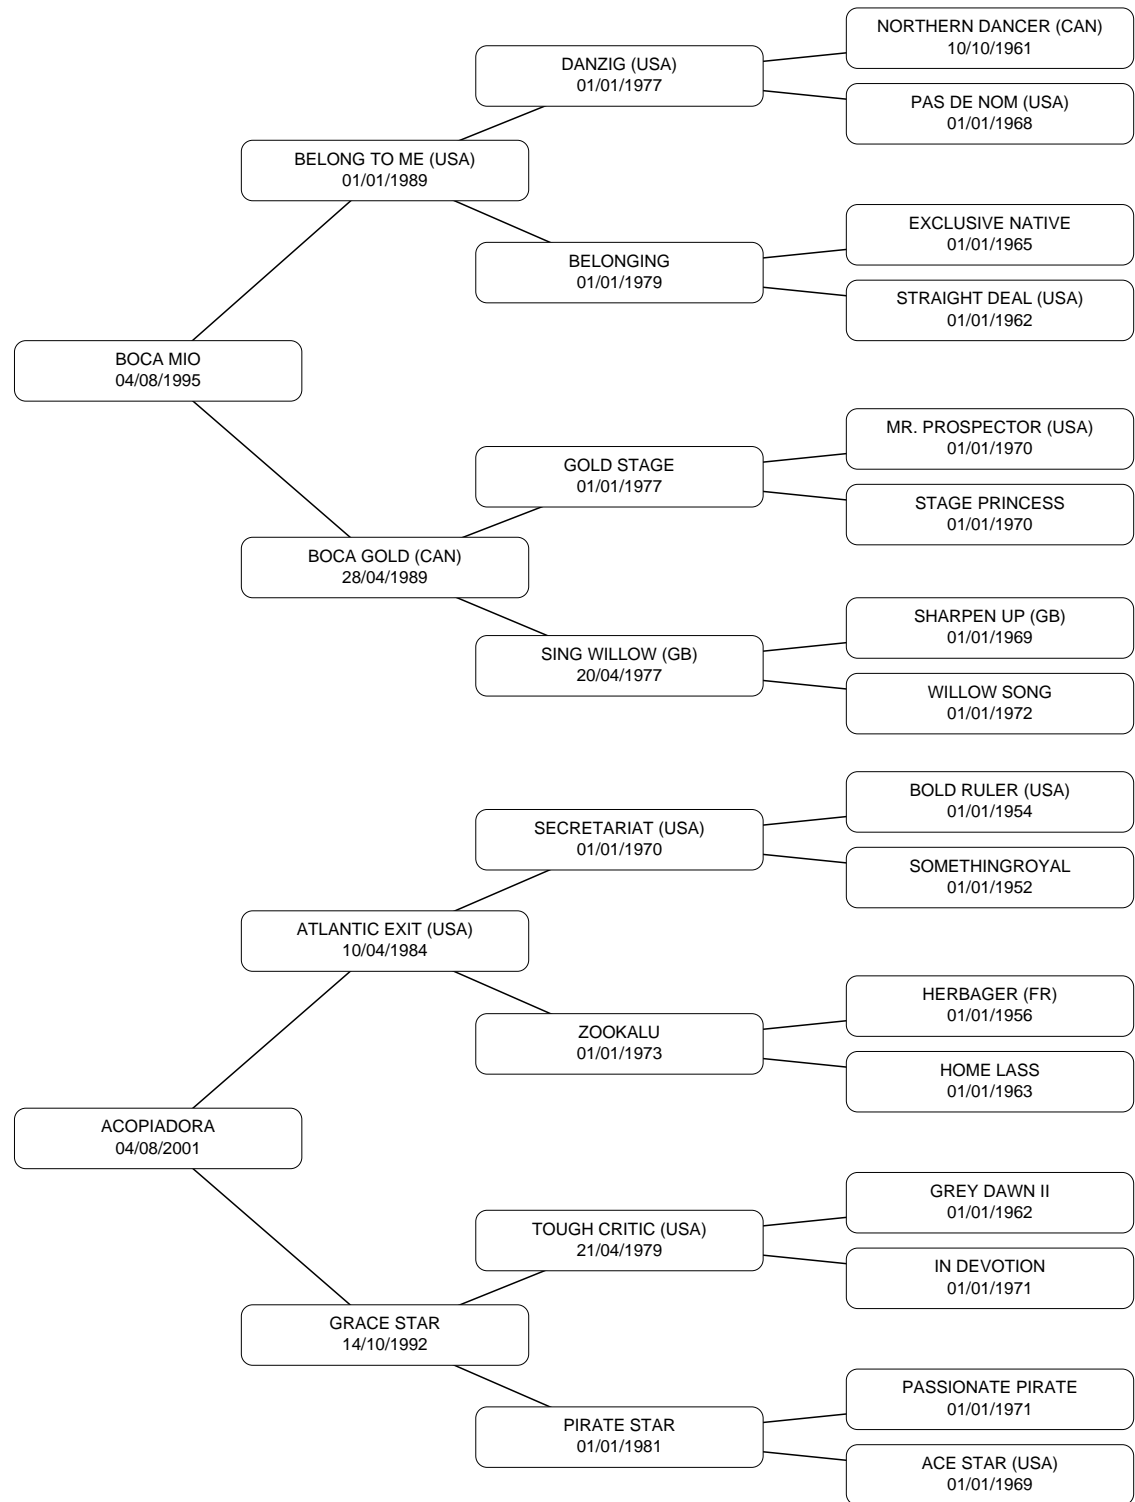 NORTHERN DANCER (CAN)
10/10/1961
DANZIG (USA)
01/01/1977
PAS DE NOM (USA)
01/01/1968
BELONG TO ME (USA)
01/01/1989
EXCLUSIVE NATIVE
01/01/1965
BELONGING
01/01/1979
STRAIGHT DEAL (USA)
01/01/1962
BOCA MIO
04/08/1995
MR. PROSPECTOR (USA)
01/01/1970
GOLD STAGE
01/01/1977
STAGE PRINCESS
01/01/1970
BOCA GOLD (CAN)
28/04/1989
SHARPEN UP (GB)
01/01/1969
SING WILLOW (GB)
20/04/1977
WILLOW SONG
01/01/1972
BOLD RULER (USA)
01/01/1954
SECRETARIAT (USA)
01/01/1970
SOMETHINGROYAL
01/01/1952
ATLANTIC EXIT (USA)
10/04/1984
HERBAGER (FR)
01/01/1956
ZOOKALU
01/01/1973
HOME LASS
01/01/1963
ACOPIADORA
04/08/2001
GREY DAWN II
01/01/1962
TOUGH CRITIC (USA)
21/04/1979
IN DEVOTION
01/01/1971
GRACE STAR
14/10/1992
PASSIONATE PIRATE
01/01/1971
PIRATE STAR
01/01/1981
ACE STAR (USA)
01/01/1969